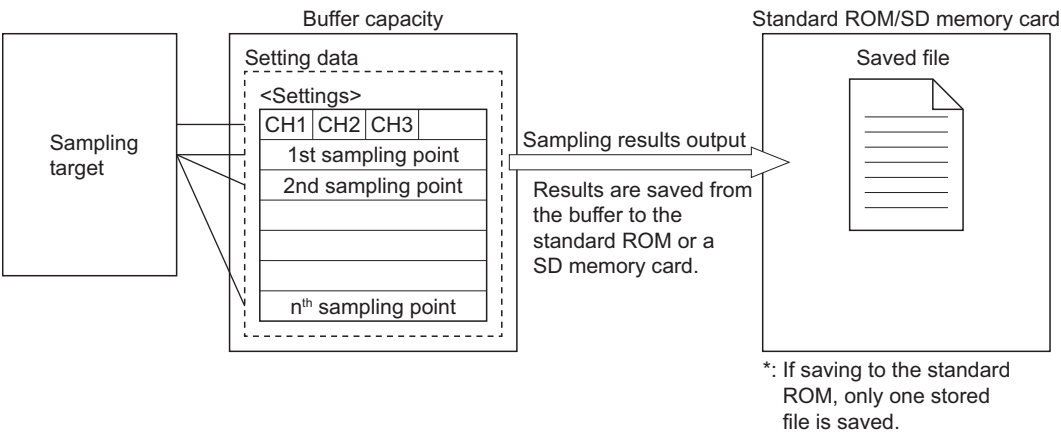 Buffer capacity
Standard ROM/SD memory card
Sampling
target
Setting data
<Settings>
CH1 CH2 CH3
1st sampling point
2nd sampling point
nth sampling point
Sampling results output
Results are saved from
the buffer to the
standard ROM or a
SD memory card.
Saved file
*: If saving to the standard
ROM, only one stored
file is saved.